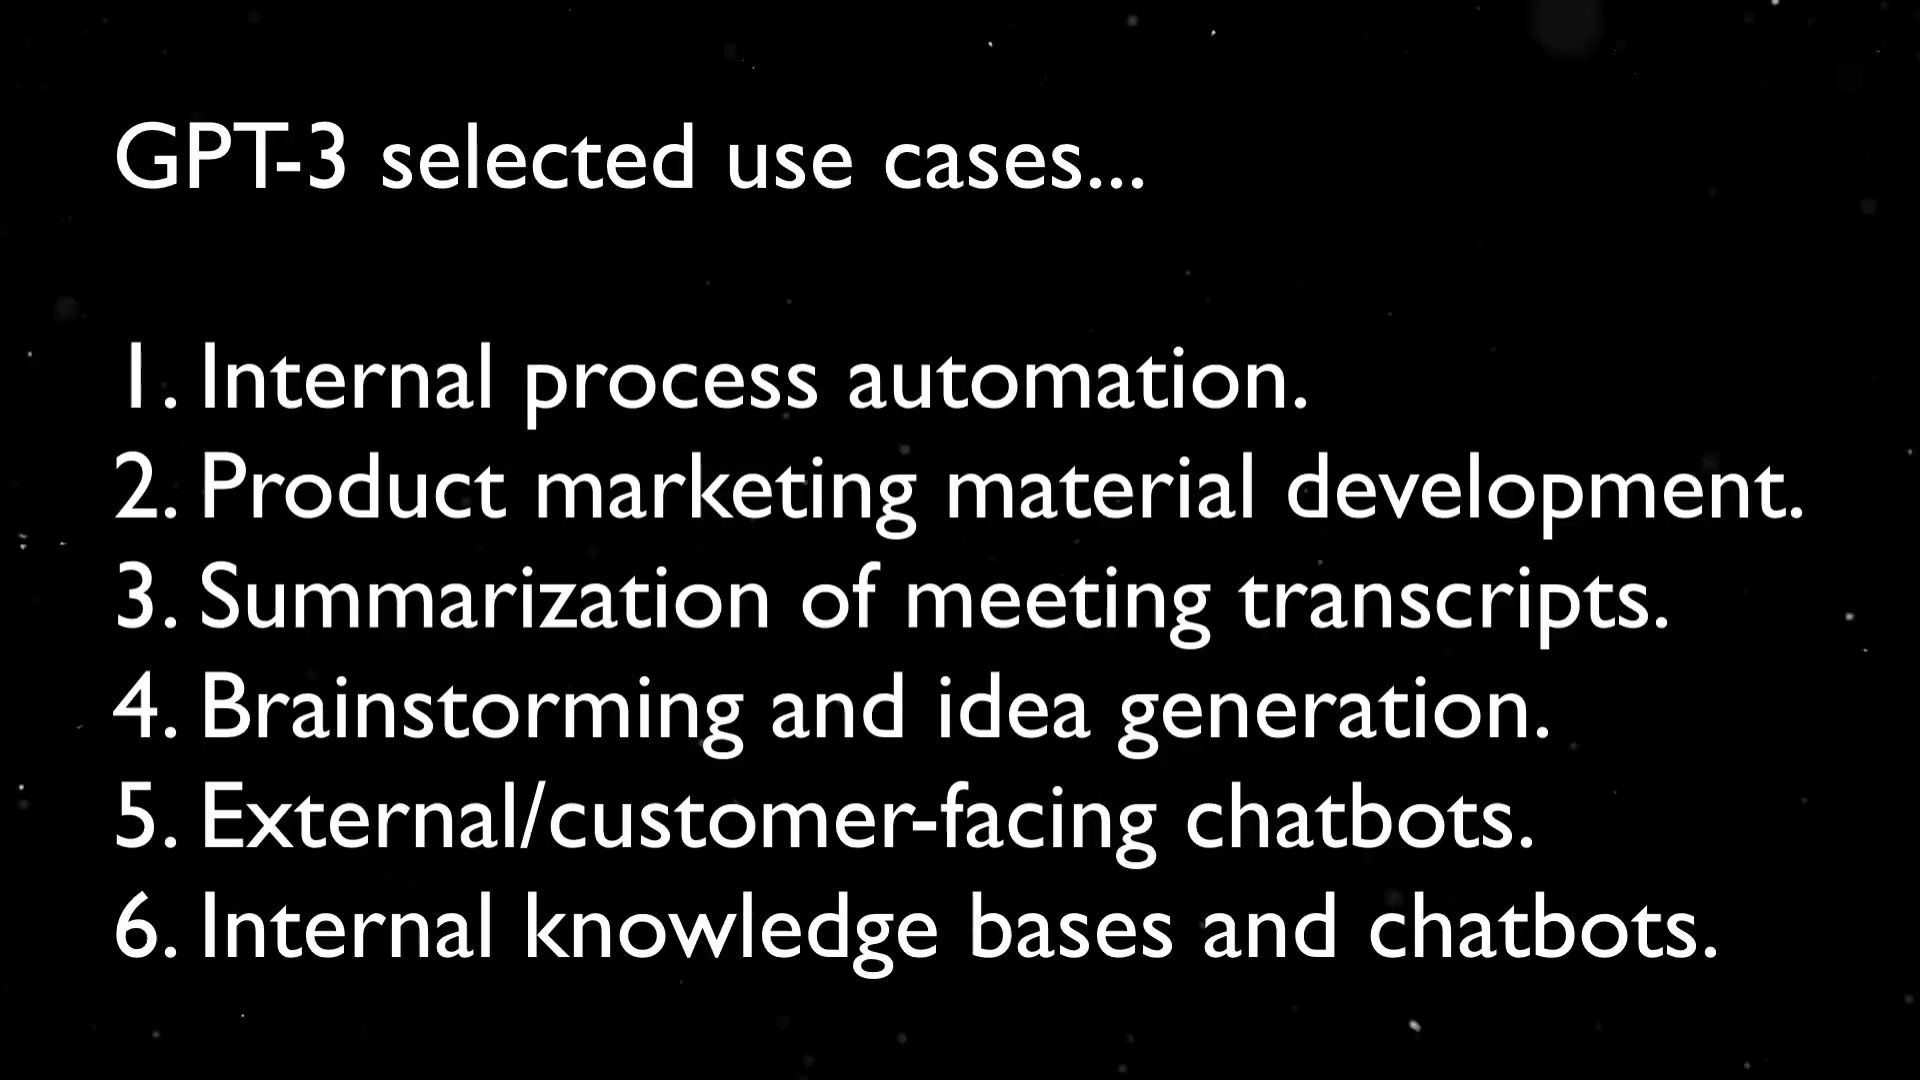 GPT-3 selected use cases...
1. Internal process automation.
2. Product marketing material development.
3. Summarization of meeting transcripts.
4. Brainstorming and idea generation.
5. External/customer-facing chatbots.
6. Internal knowledge bases and chatbots.